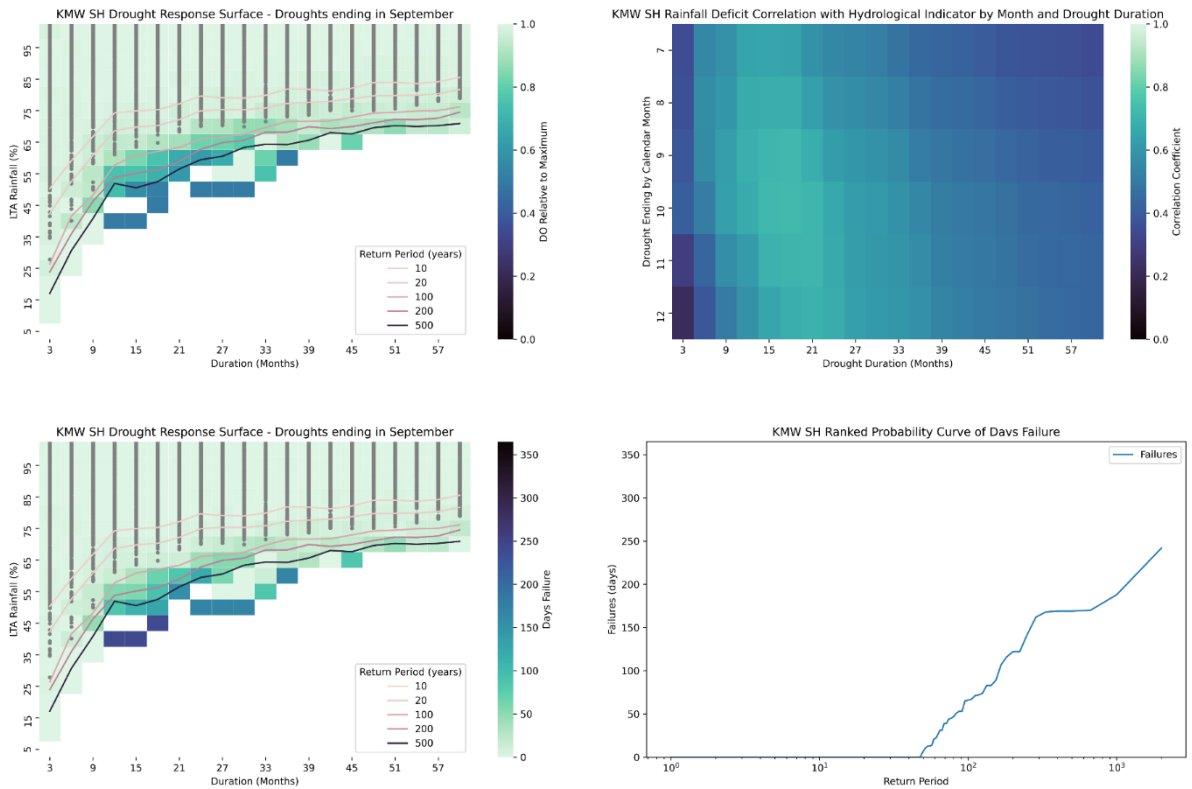 KMW SH Drought Response Surface - Droughts ending in September
LTA Rainfall (%)
95
85
75
65
55
45
35
25
15
5
3 9 15 21 27 33 39 45 51 57
Duration (Months)
Return Period (years)
10
20
100
200
500
1.0
0.8
0.6
0.4
0.2
0.0
DO Relative to Maximum
KMW SH Rainfall Deficit Correlation with Hydrological Indicator by Month and Drought Duration
Drought Ending by Calendar Month
7
8
9
10
11
12
3 9 15 21 27 33 39 45 51 57
Drought Duration (Months)
1.0
0.8
0.6
0.4
0.2
0.0
Correlation Coefficient
KMW SH Drought Response Surface - Droughts ending in September
LTA Rainfall (%)
95
85
75
65
55
45
35
25
15
5
3 9 15 21 27 33 39 45 51 57
Duration (Months)
Return Period (years)
10
20
100
200
500
350
300
250
200
150
100
50
0
Days Failure
KMW SH Ranked Probability Curve of Days Failure
Failures
Failures (days)
350
300
250
200
150
100
50
0
10⁰ 10¹ 10² 10³
Return Period